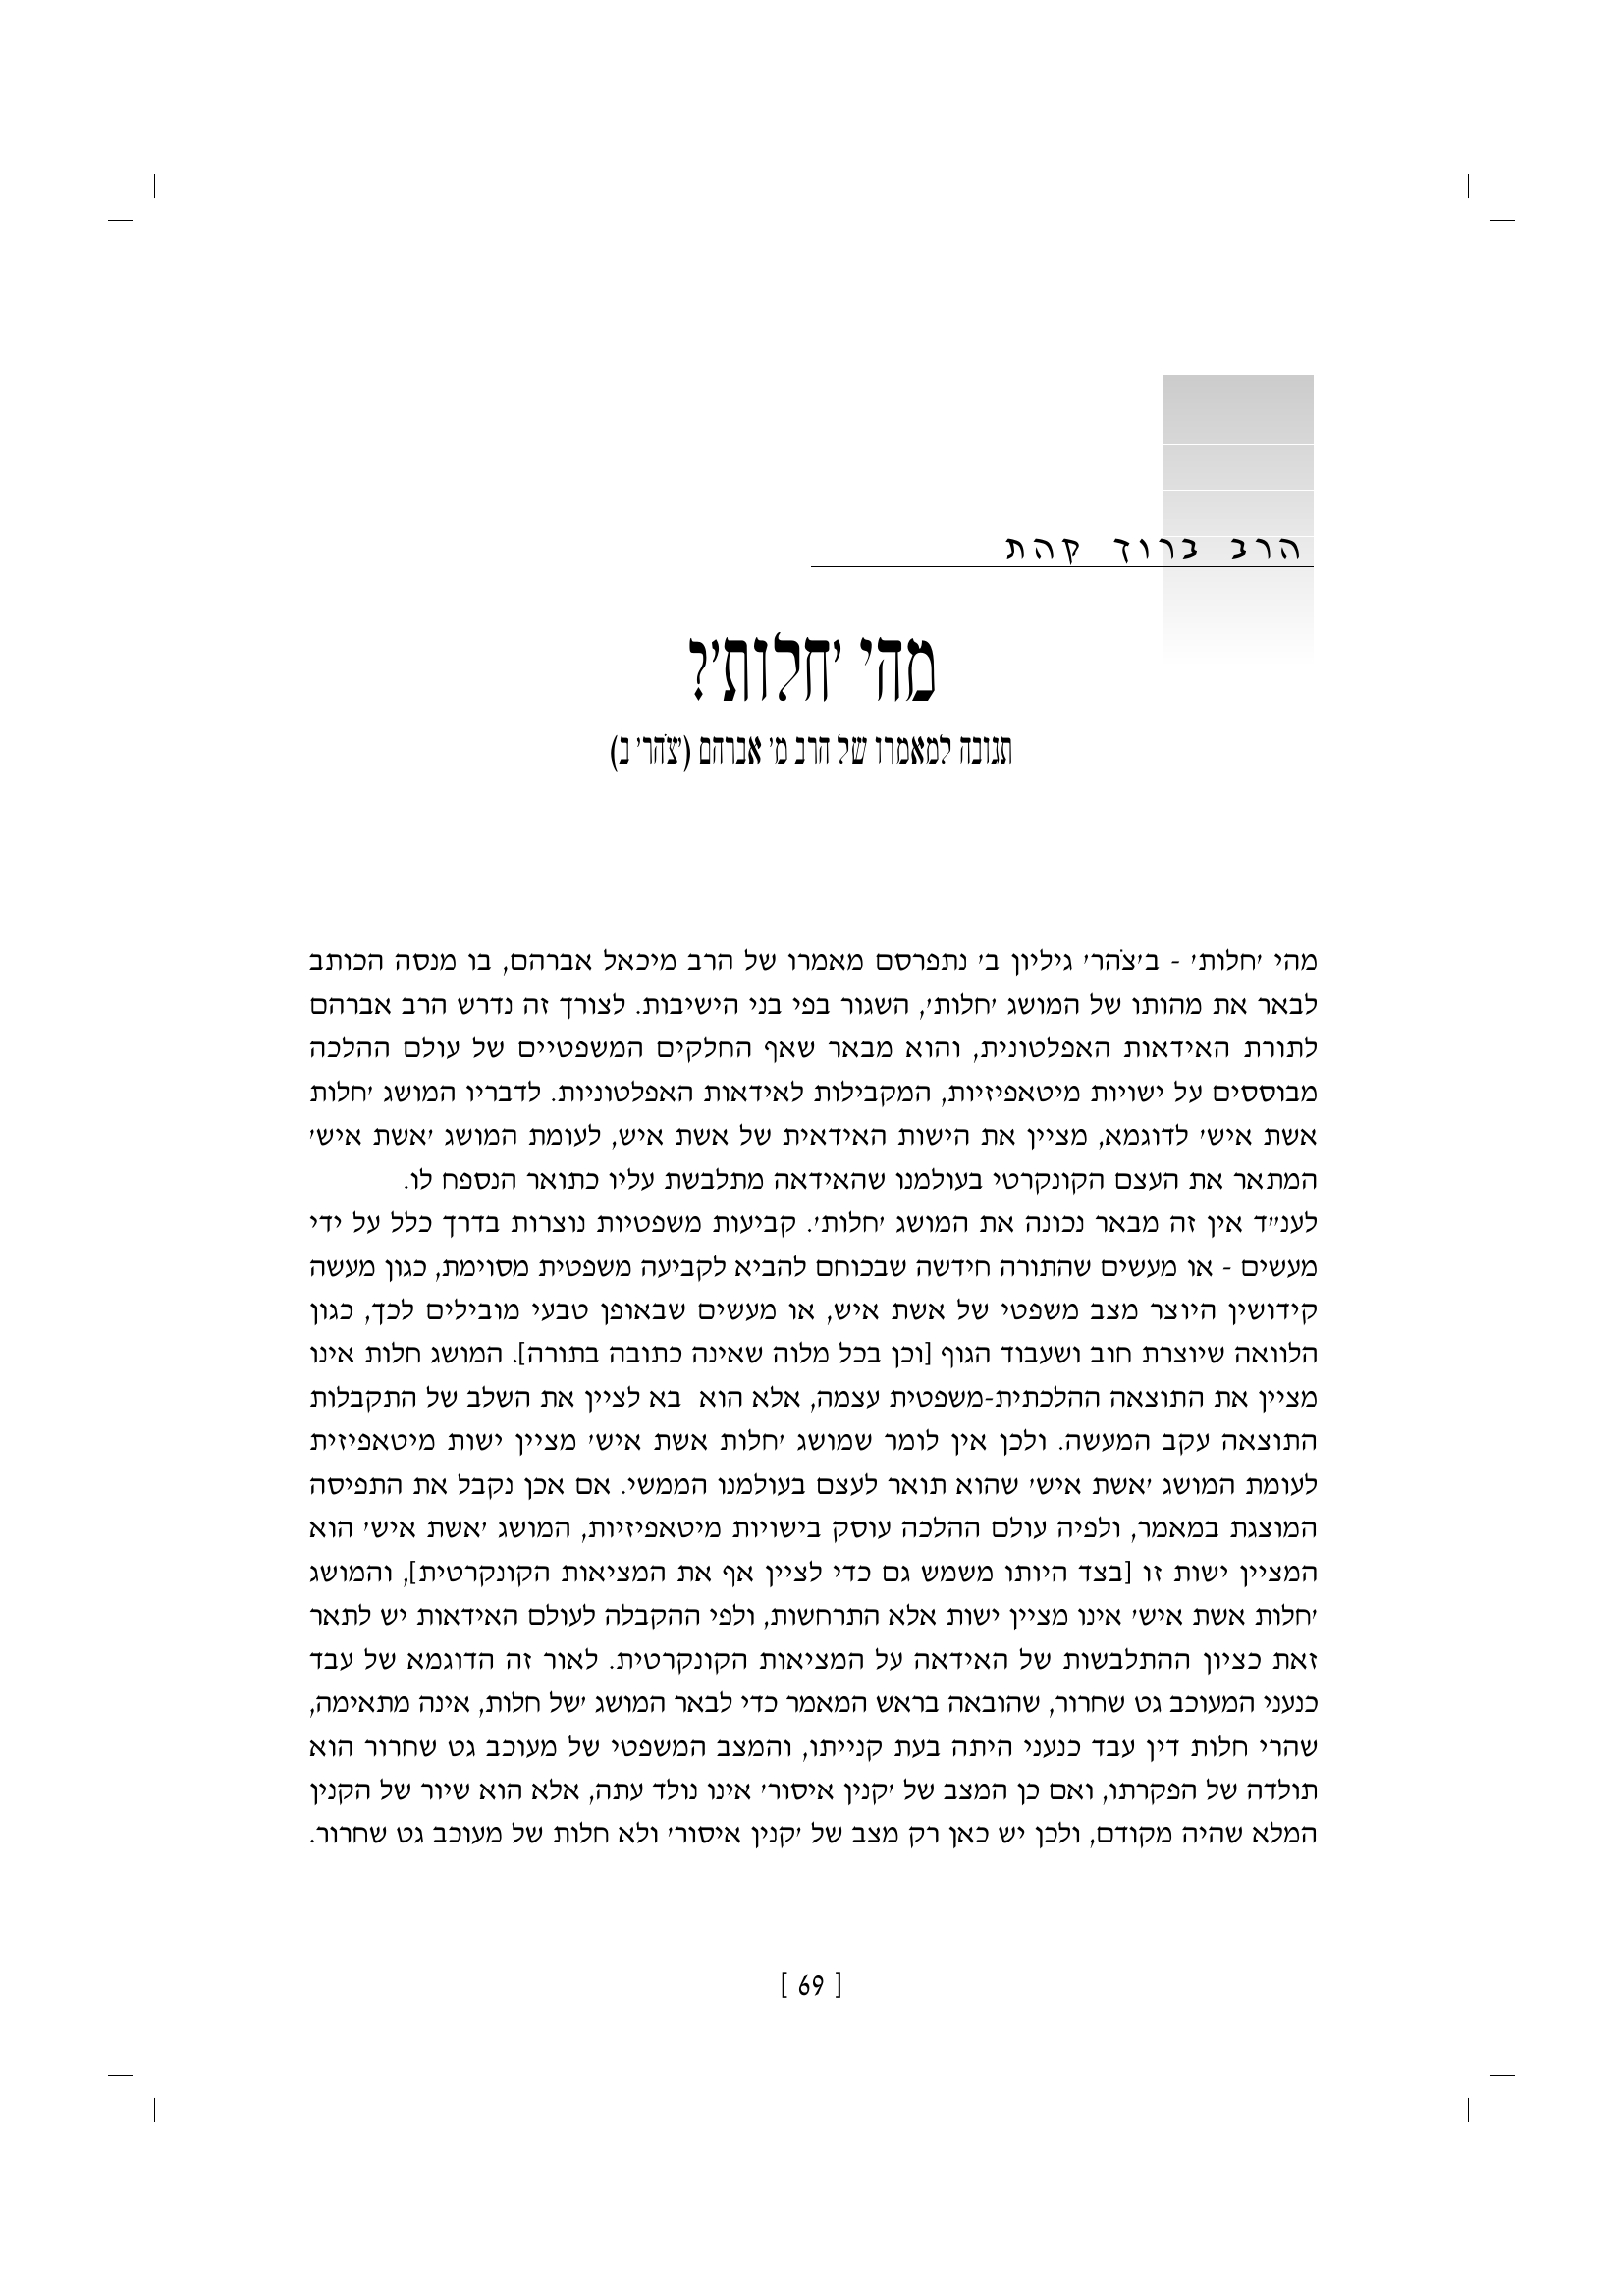 הרב ברוך קהת
מהי 'חלות'?
תגובה למאמרו של הרב מ' אברהם ('צֹהר' ב)
מהי 'חלות' - ב'צֹהר' גיליון ב' נתפרסם מאמרו של הרב מיכאל אברהם, בו מנסה הכותב
לבאר את מהותו של המושג 'חלות', השגור בפי בני הישיבות. לצורך זה נדרש הרב אברהם
לתורת האידאות האפלטונית, והוא מבאר שאף החלקים המשפטיים של עולם ההלכה
מבוססים על ישויות מיטאפיזיות, המקבילות לאידאות האפלטוניות. לדבריו המושג 'חלות
אשת איש' לדוגמא, מציין את הישות האידאית של אשת איש, לעומת המושג 'אשת איש'
המתאר את העצם הקונקרטי בעולמנו שהאידאה מתלבשת עליו כתואר הנספח לו.
לענ"ד אין זה מבאר נכונה את המושג 'חלות'. קביעות משפטיות נוצרות בדרך כלל על ידי
מעשים - או מעשים שהתורה חידשה שבכוחם להביא לקביעה משפטית מסוימת, כגון מעשה
קידושין היוצר מצב משפטי של אשת איש, או מעשים שבאופן טבעי מובילים לכך, כגון
הלוואה שיוצרת חוב ושעבוד הגוף [וכן בכל מלוה שאינה כתובה בתורה]. המושג חלות אינו
מציין את התוצאה ההלכתית-משפטית עצמה, אלא הוא בא לציין את השלב של התקבלות
התוצאה עקב המעשה. ולכן אין לומר שמושג 'חלות אשת איש' מציין ישות מיטאפיזית
לעומת המושג 'אשת איש' שהוא תואר לעצם בעולמנו הממשי. אם אכן נקבל את התפיסה
המוצגת במאמר, ולפיה עולם ההלכה עוסק בישויות מיטאפיזיות, המושג 'אשת איש' הוא
המציין ישות זו [בצד היותו משמש גם כדי לציין אף את המציאות הקונקרטית], והמושג
'חלות אשת איש' אינו מציין ישות אלא התרחשות, ולפי ההקבלה לעולם האידאות יש לתאר
זאת כציון ההתלבשות של האידאה על המציאות הקונקרטית. לאור זה הדוגמא של עבד
כנעני המעוכב גט שחרור, שהובאה בראש המאמר כדי לבאר המושג 'של חלות, אינה מתאימה,
שהרי חלות דין עבד כנעני היתה בעת קנייתו, והמצב המשפטי של מעוכב גט שחרור הוא
תולדה של הפקרתו, ואם כן המצב של 'קנין איסור' אינו נולד עתה, אלא הוא שיור של הקנין
המלא שהיה מקודם, ולכן יש כאן רק מצב של 'קנין איסור' ולא חלות של מעוכב גט שחרור.
[ 69 ]